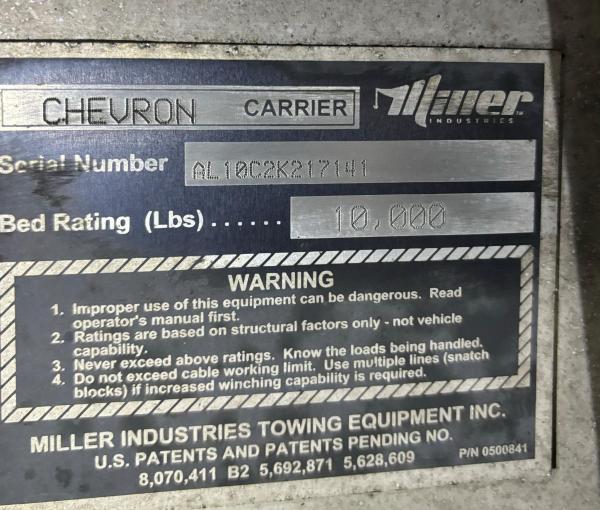 CHEVRON CARRIER Miller INDUSTRIES
Serial Number AL10C2K217141
Bed Rating (Lbs)...... 10,000
WARNING
1. Improper use of this equipment can be dangerous. Read
operator's manual first.
2. Ratings are based on structural factors only - not vehicle
capability.
3. Never exceed above ratings. Know the loads being handled.
4. Do not exceed cable working limit. Use multiple lines (snatch
blocks) if increased winching capability is required.
MILLER INDUSTRIES TOWING EQUIPMENT INC.
U.S. PATENTS AND PATENTS PENDING NO.
8,070,411 B2 5,692,871 5,628,609
P/N 0500841